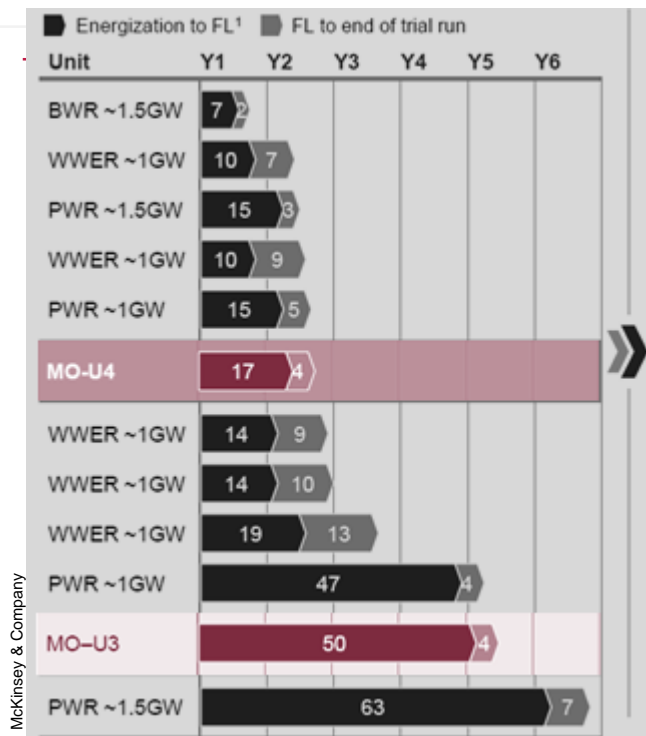 Energization to FL¹ FL to end of trial run
Unit Y1 Y2 Y3 Y4 Y5 Y6
BWR ~1.5GW 7 2
WWER ~1GW 10 7
PWR ~1.5GW 15 3
WWER ~1GW 10 9
PWR ~1GW 15 5
MO-U4 17 4
WWER ~1GW 14 9
WWER ~1GW 14 10
WWER ~1GW 19 13
PWR ~1GW 47 4
MO–U3 50 4
PWR ~1.5GW 63 7
McKinsey & Company